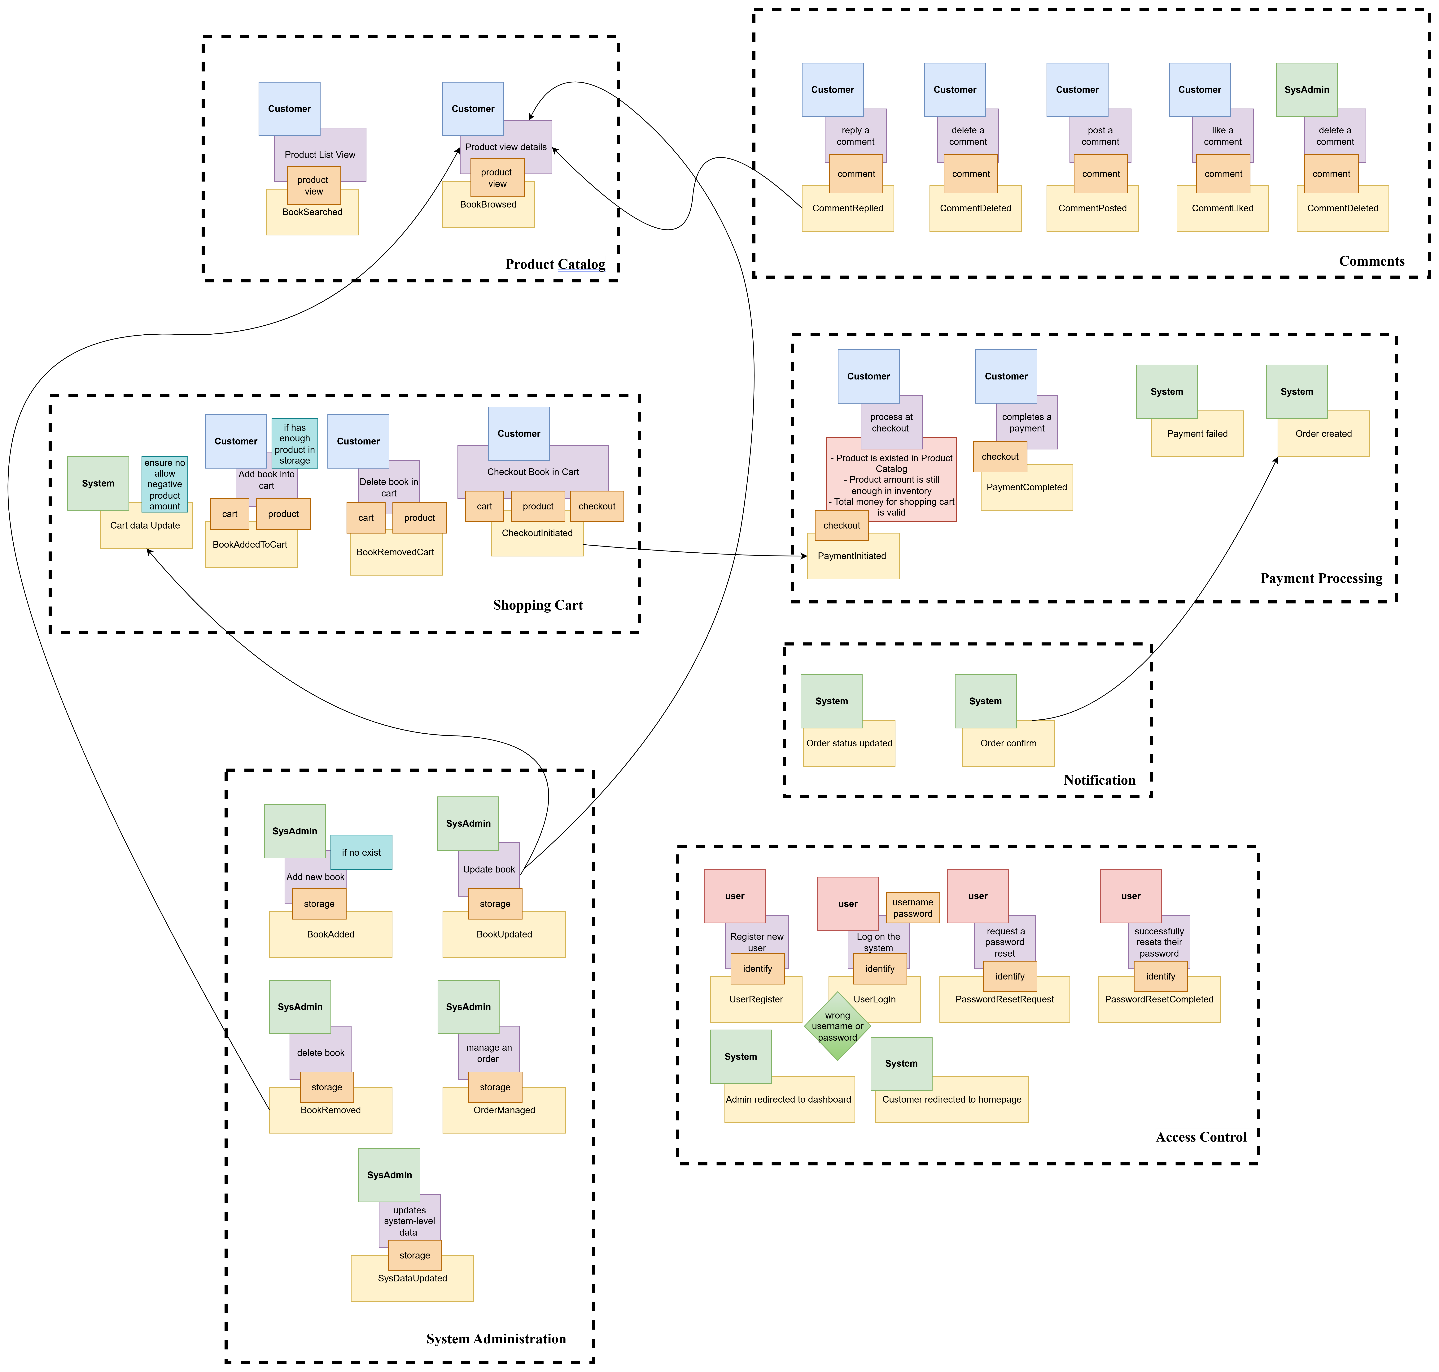 Customer
Product List View
product
view
BookSearched
Customer
Product view details
product
view
BookBrowsed
Product Catalog
Customer
reply a
comment
comment
CommentReplied
Customer
delete a
comment
comment
CommentDeleted
Customer
post a
comment
comment
CommentPosted
Customer
like a
comment
comment
CommentLiked
SysAdmin
delete a
comment
comment
CommentDeleted
Comments
System
ensure no
allow
negative
product
amount
Cart data Update
Customer
if has
enough
product in
storage
Add book into
cart
cart
product
BookAddedToCart
Customer
Delete book in
cart
cart
product
BookRemovedCart
Customer
Checkout Book in Cart
cart
product
checkout
CheckoutInitiated
Shopping Cart
Customer
process at
checkout
- Product is existed in Product
Catalog
- Product amount is still
enough in inventory
- Total money for shopping cart
is valid
checkout
PaymentInitiated
Customer
completes a
payment
checkout
PaymentCompleted
System
Payment failed
System
Order created
Payment Processing
System
Order status updated
System
Order confirm
Notification
SysAdmin
if no exist
Add new book
storage
BookAdded
SysAdmin
Update book
storage
BookUpdated
SysAdmin
delete book
storage
BookRemoved
SysAdmin
manage an
order
storage
OrderManaged
SysAdmin
updates
system-level
data
storage
SysDataUpdated
System Administration
user
Register new
user
identify
UserRegister
user
username
password
Log on the
system
identify
UserLogIn
wrong
username or
password
user
request a
password
reset
identify
PasswordResetRequest
user
successfully
resets their
password
identify
PasswordResetCompleted
System
Admin redirected to dashboard
System
Customer redirected to homepage
Access Control